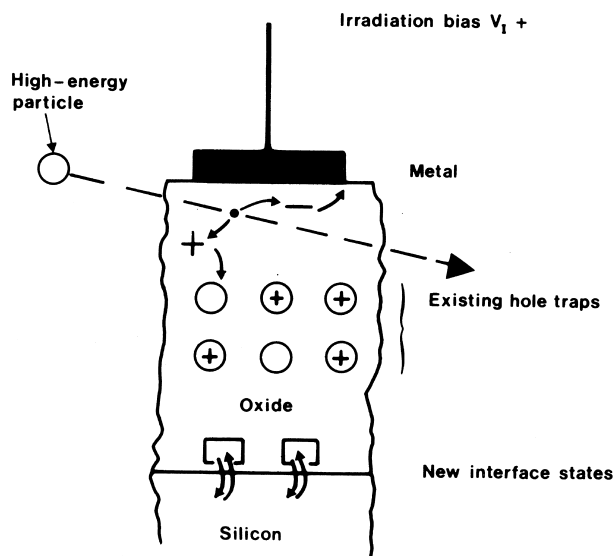 Irradiation bias V_I +
High-energy
particle
Metal
−
+
Existing hole traps
+ +
+ +
Oxide
New interface states
Silicon